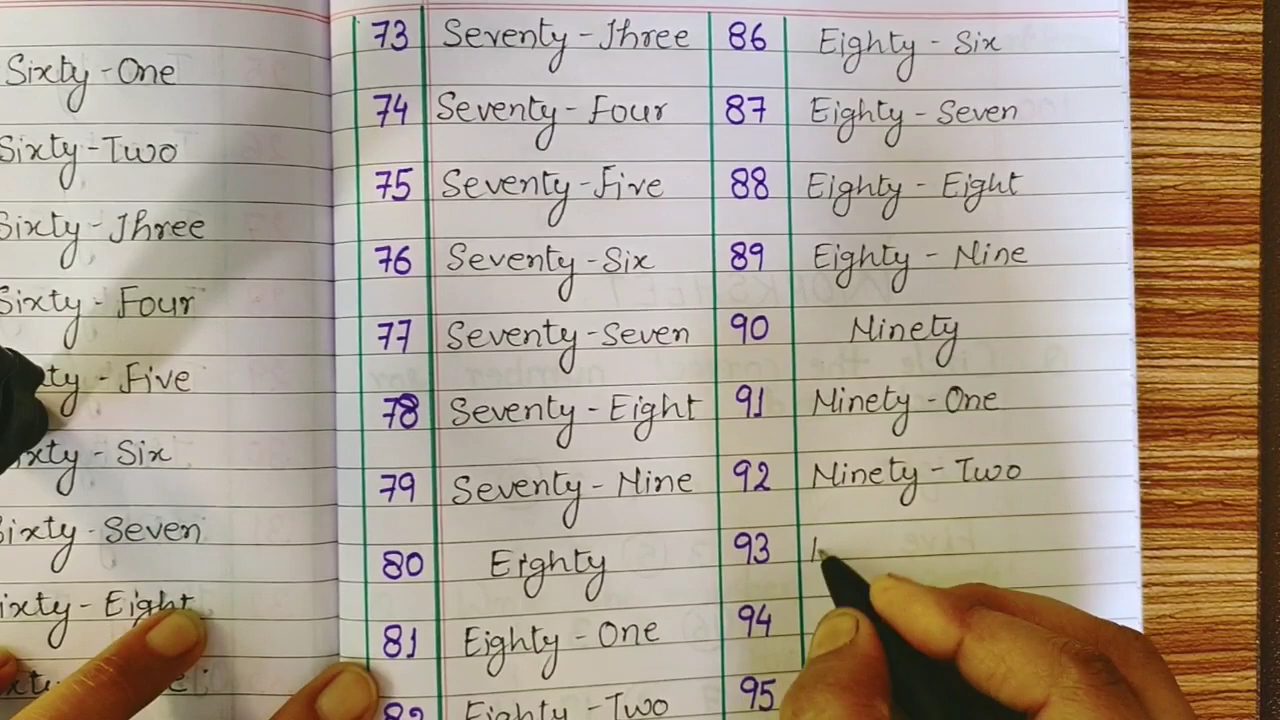 Sixty-One
Sixty-Two
Sixty-Three
Sixty-Four
Five
Six
Sixty-Seven
Sixty-Eight
73 Seventy-Three 86 Eighty-Six
74 Seventy-Four 87 Eighty-Seven
75 Seventy-Five 88 Eighty-Eight
76 Seventy-Six 89 Eighty-Nine
77 Seventy-Seven 90 Ninety
78 Seventy-Eight 91 Ninety-One
79 Seventy-Nine 92 Ninety-Two
80 Eighty 93
81 Eighty-One 94
82 Eighty-Two 95